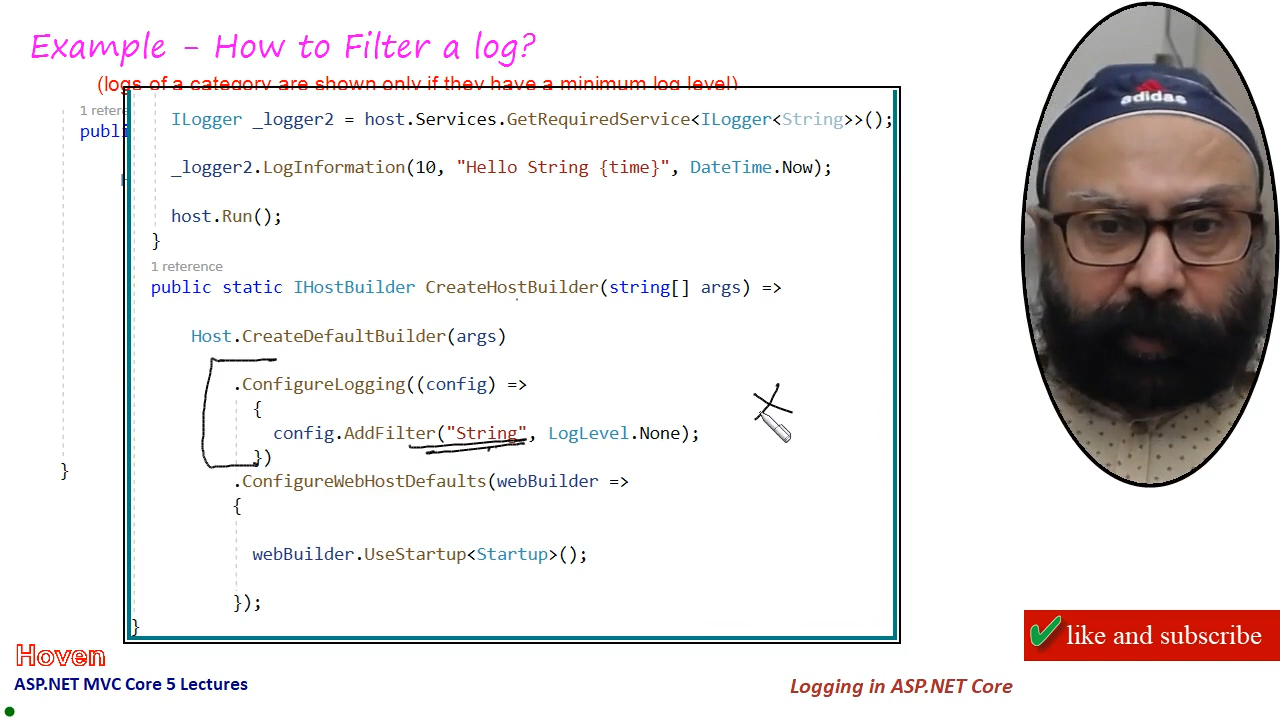 Example - How to Filter a log?
(logs of a category are shown only if they have a minimum log level)
1 refere
publi
ILogger _logger2 = host.Services.GetRequiredService<ILogger<String>>();
_logger2.LogInformation(10, "Hello String {time}", DateTime.Now);
host.Run();
}
1 reference
public static IHostBuilder CreateHostBuilder(string[] args) =>
Host.CreateDefaultBuilder(args)
.ConfigureLogging((config) =>
{
config.AddFilter("String", LogLevel.None);
})
.ConfigureWebHostDefaults(webBuilder =>
{
webBuilder.UseStartup<Startup>();
});
}
}
adidas
like and subscribe
Hoven
ASP.NET MVC Core 5 Lectures
Logging in ASP.NET Core